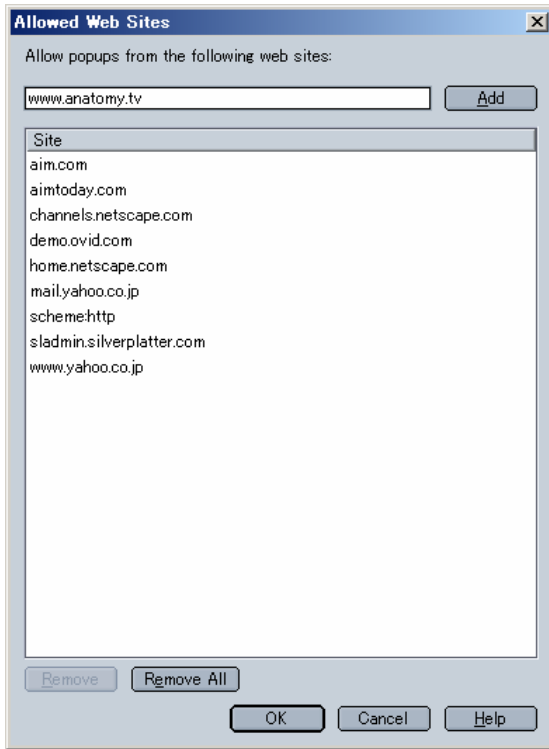 Allowed Web Sites
Allow popups from the following web sites:
www.anatomy.tv Add
Site
aim.com
aimtoday.com
channels.netscape.com
demo.ovid.com
home.netscape.com
mail.yahoo.co.jp
scheme:http
sladmin.silverplatter.com
www.yahoo.co.jp
Remove Remove All
OK Cancel Help